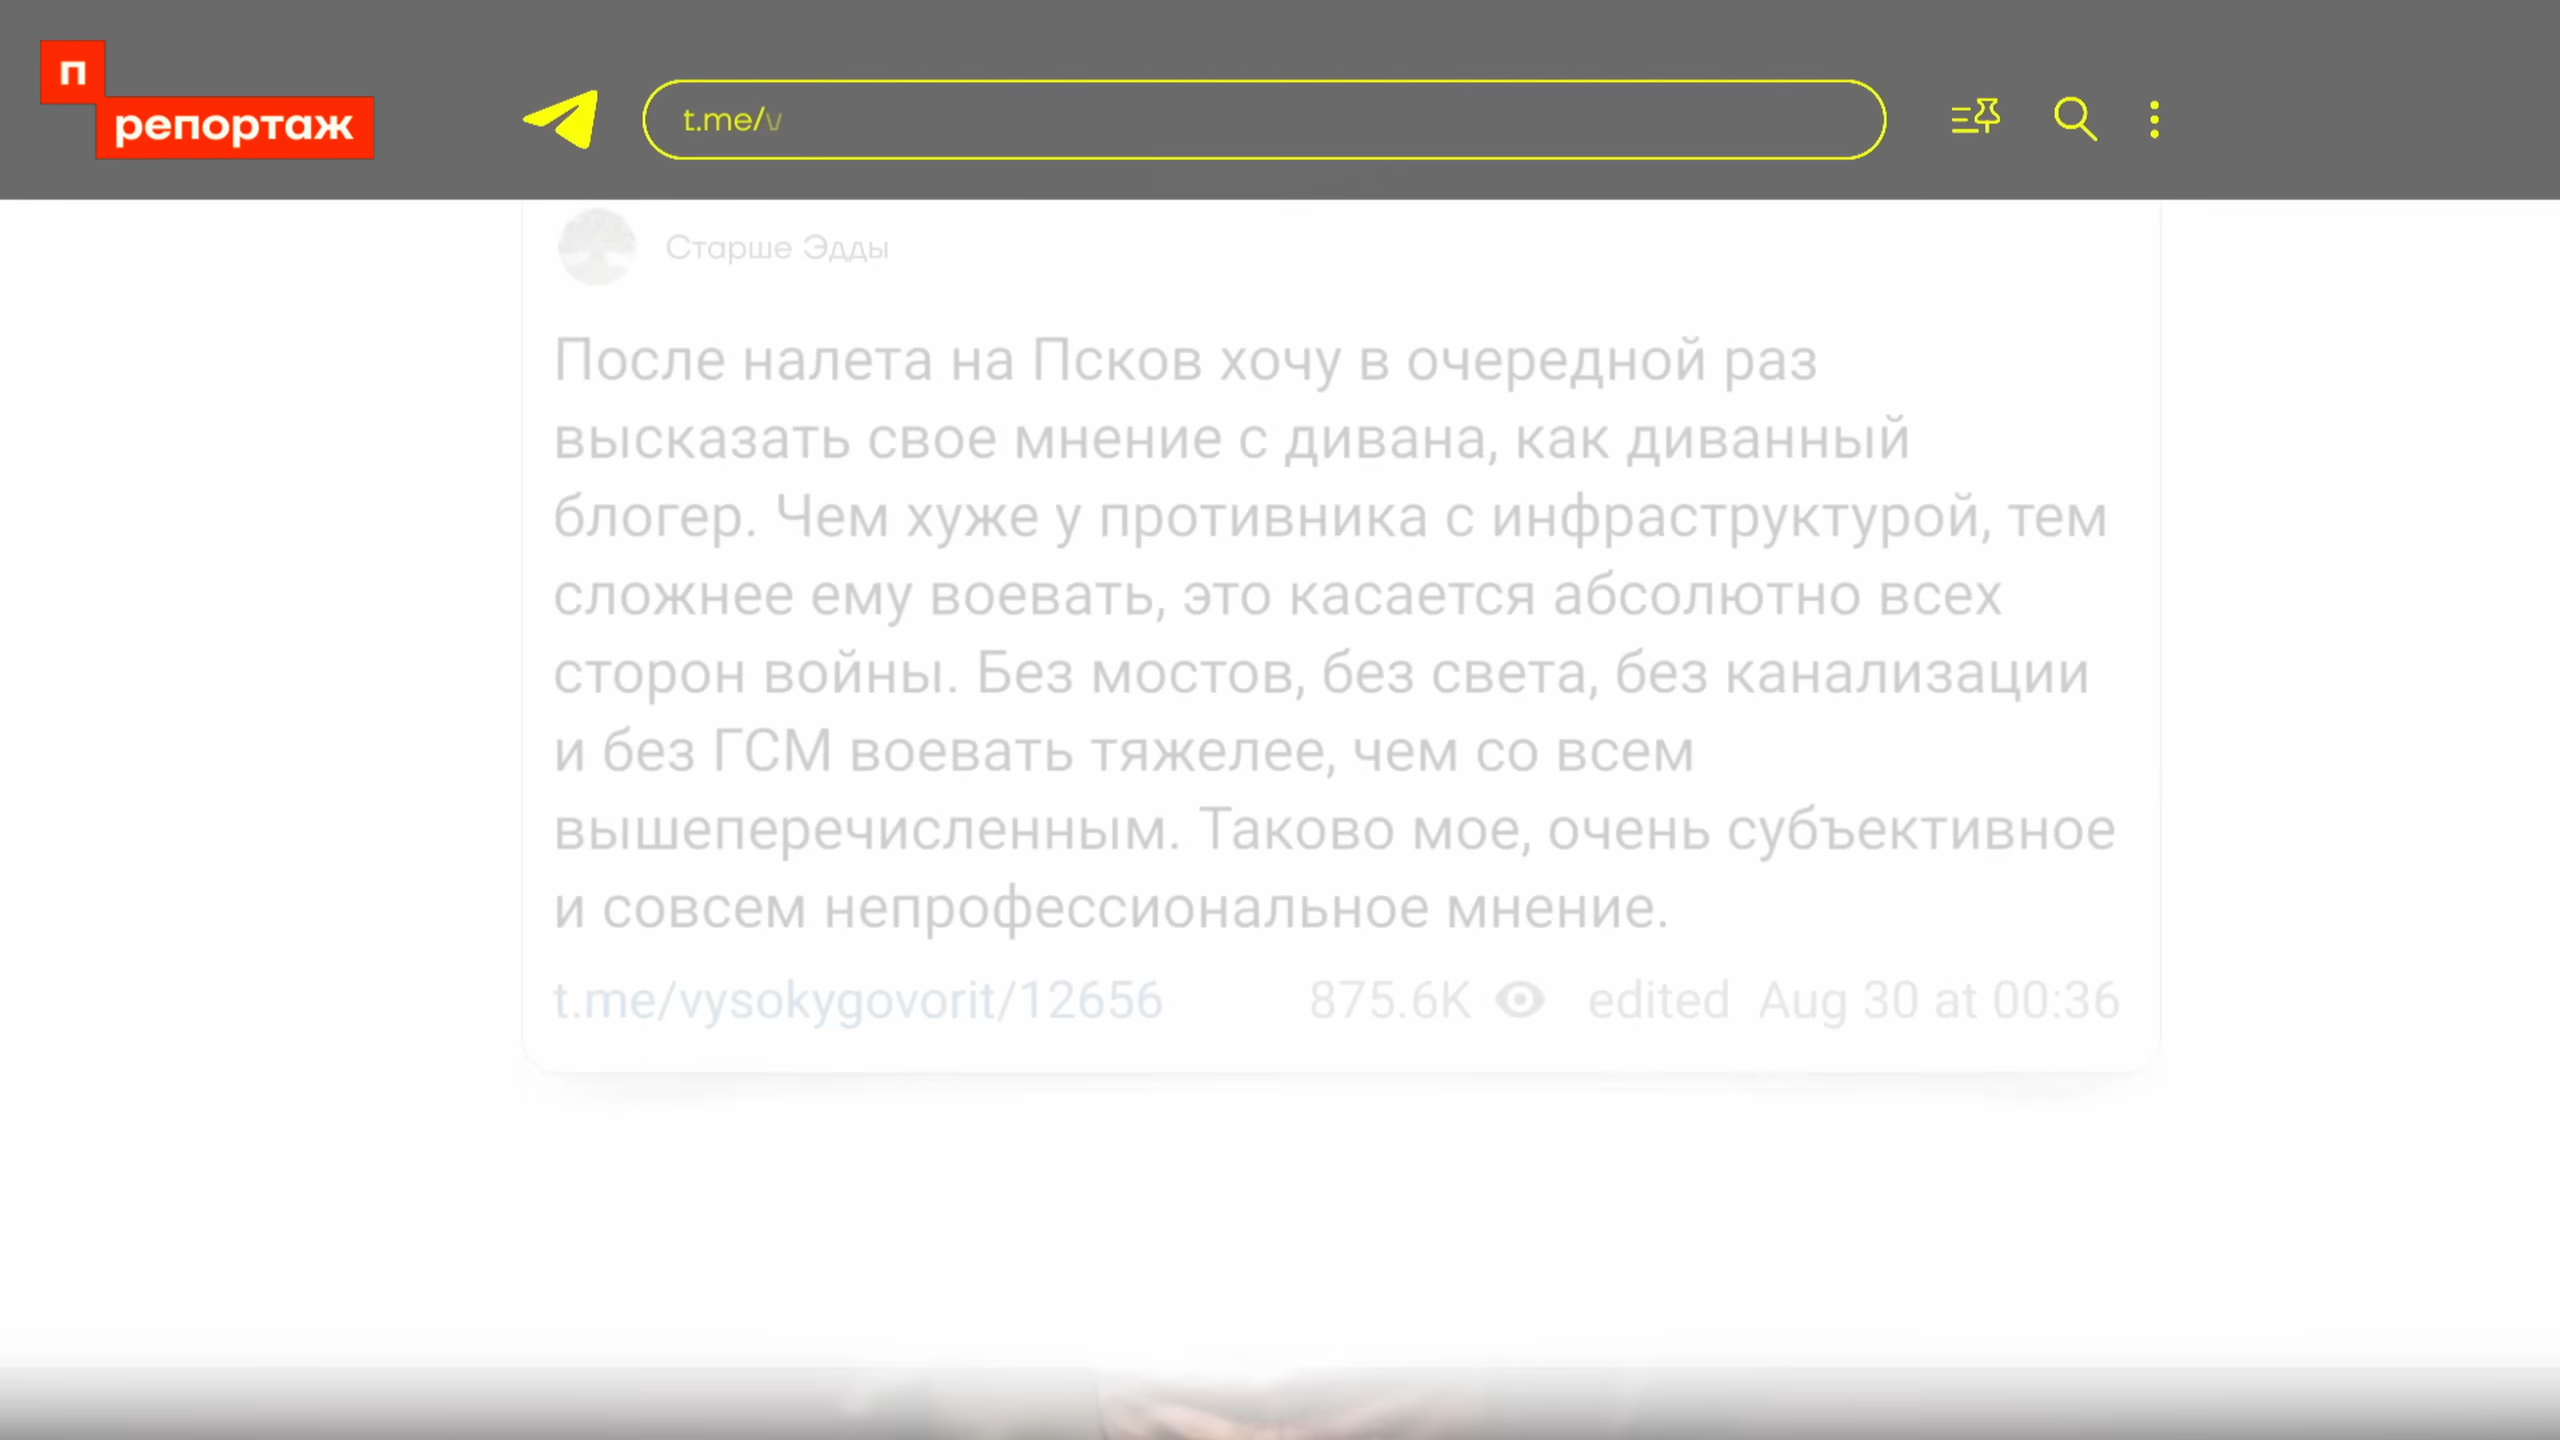 п
репортаж
t.me/v
Старше Эдды
После налета на Псков хочу в очередной раз
высказать свое мнение с дивана, как диванный
блогер. Чем хуже у противника с инфраструктурой, тем
сложнее ему воевать, это касается абсолютно всех
сторон войны. Без мостов, без света, без канализации
и без ГСМ воевать тяжелее, чем со всем
вышеперечисленным. Таково мое, очень субъективное
и совсем непрофессиональное мнение.
t.me/vysokygovorit/12656 875.6K edited Aug 30 at 00:36